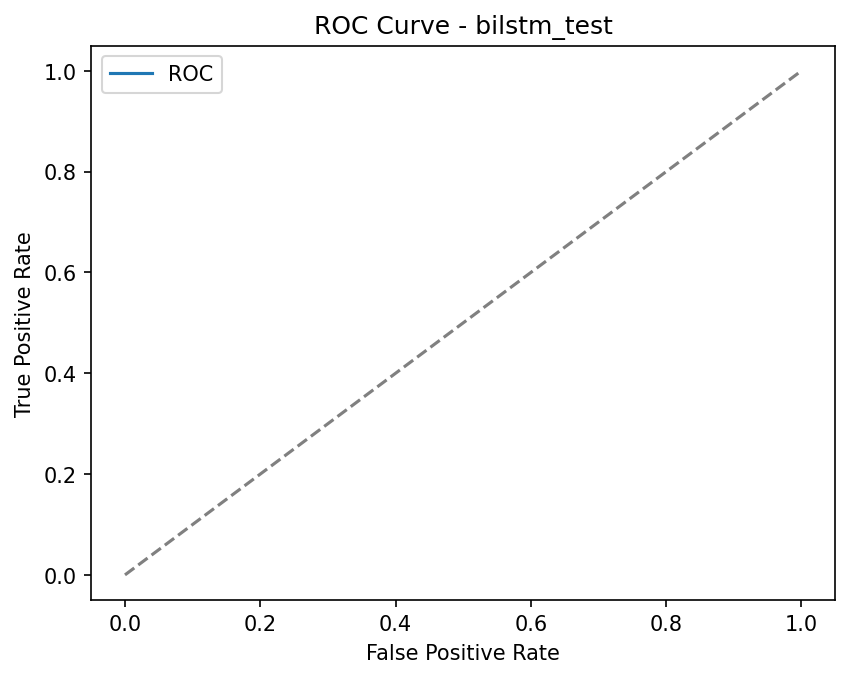 ROC Curve - bilstm_test
ROC
True Positive Rate
1.0
0.8
0.6
0.4
0.2
0.0
0.0 0.2 0.4 0.6 0.8 1.0
False Positive Rate